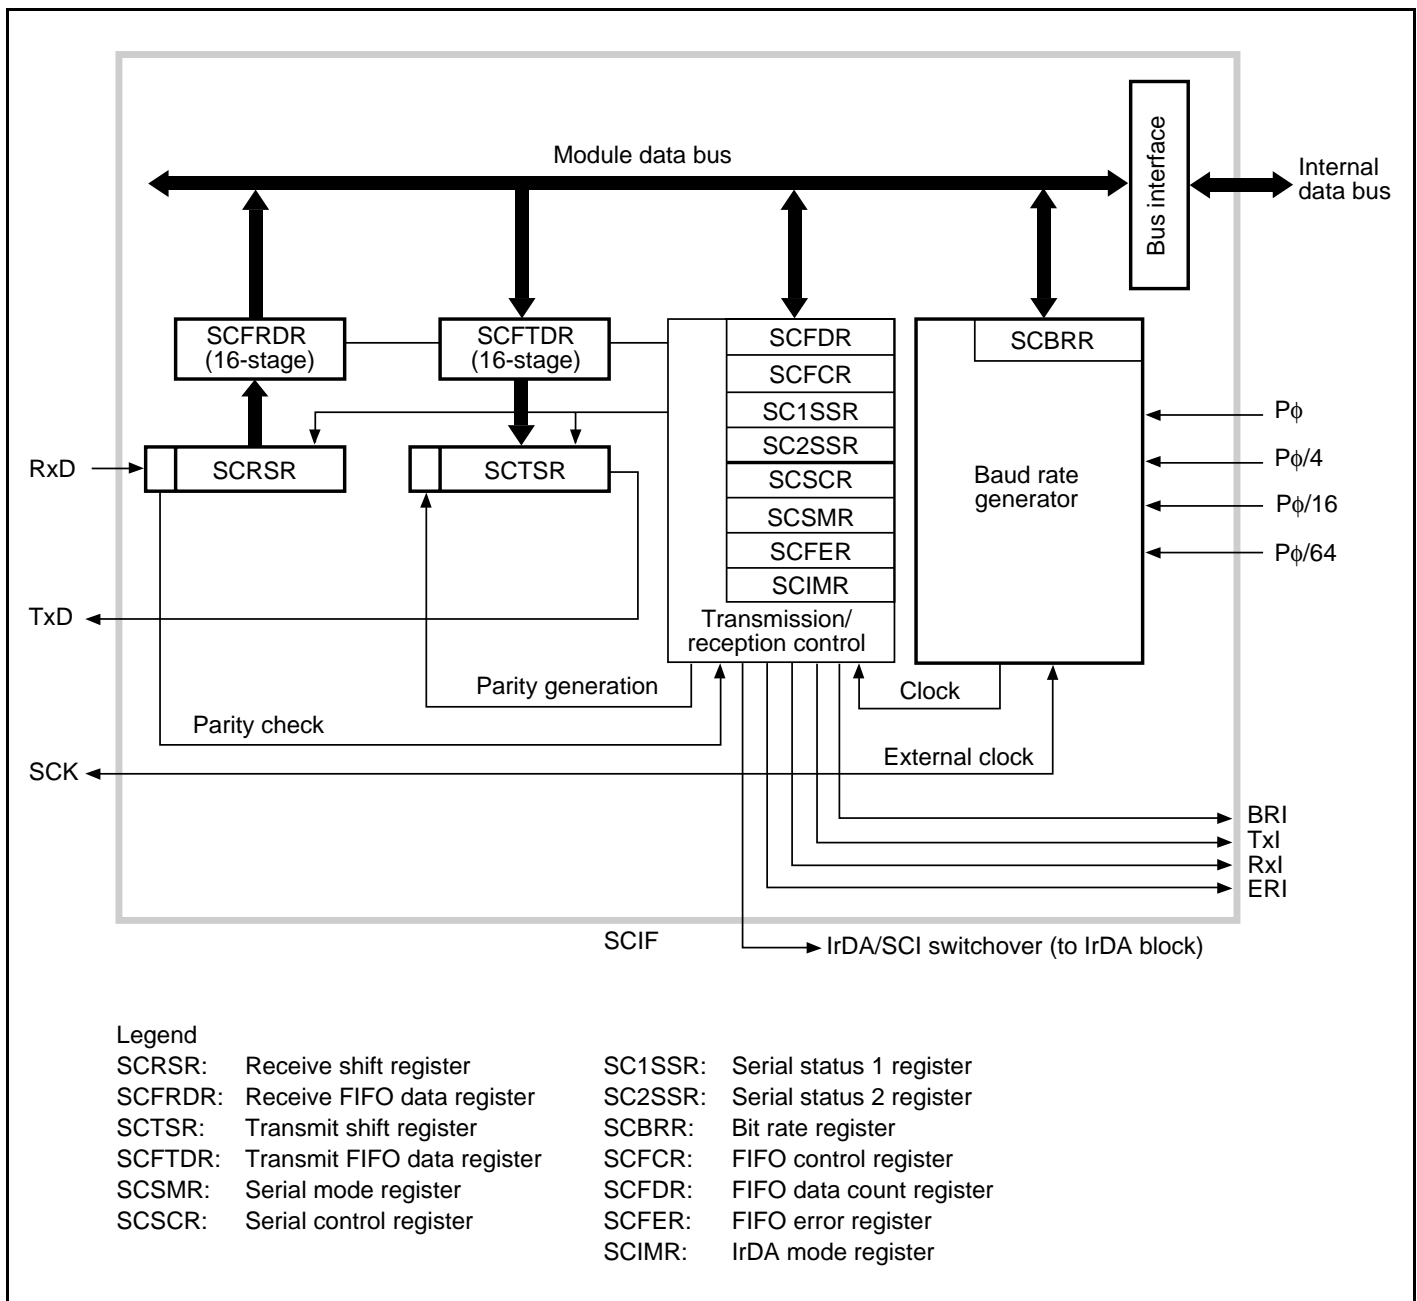 Module data bus
Bus interface
Internal
data bus
SCFRDR
(16-stage)
SCFTDR
(16-stage)
SCFDR
SCFCR
SC1SSR
SC2SSR
SCSCR
SCSMR
SCFER
SCIMR
Transmission/
reception control
SCBRR
Baud rate
generator
Pϕ
Pϕ/4
Pϕ/16
Pϕ/64
RxD
SCRSR
SCTSR
TxD
Parity generation
Clock
Parity check
External clock
SCK
BRI
TxI
RxI
ERI
SCIF
IrDA/SCI switchover (to IrDA block)
Legend
SCRSR: Receive shift register
SCFRDR: Receive FIFO data register
SCTSR: Transmit shift register
SCFTDR: Transmit FIFO data register
SCSMR: Serial mode register
SCSCR: Serial control register
SC1SSR: Serial status 1 register
SC2SSR: Serial status 2 register
SCBRR: Bit rate register
SCFCR: FIFO control register
SCFDR: FIFO data count register
SCFER: FIFO error register
SCIMR: IrDA mode register